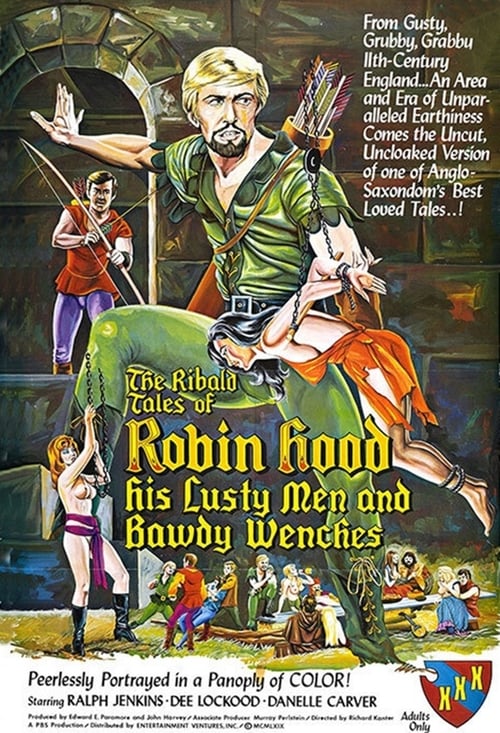 From Gusty,
Grubby, Grabby
11th-Century
England...An Area
and Era of Unpar-
alleled Earthiness
Comes the Uncut,
Uncloaked Version
of one of Anglo-
Saxondom's Best
Loved Tales..!
The Ribald
Tales of
Robin Hood
his Lusty Men and
Bawdy Wenches
Peerlessly Portrayed in a Panoply of COLOR!
Starring RALPH JENKINS · DEE LOCKOOD · DANELLE CARVER
Produced by Edward E. Paramore and John Harvey / Associate Producer Murray Perlstein / Directed by Richard Kanter
A PBS Production / Distributed by ENTERTAINMENT VENTURES, INC. / © MCMLXIX
Adults
Only
XXX